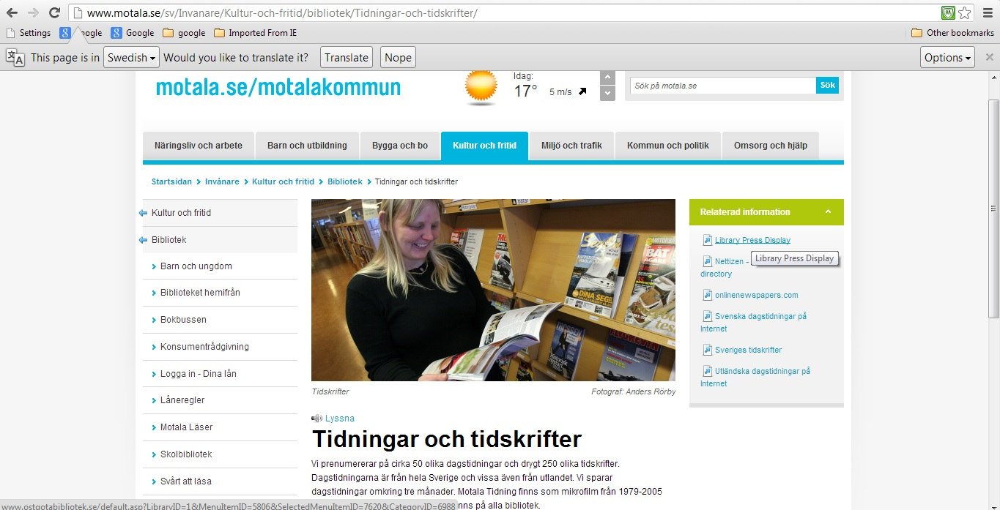 www.motala.se/sv/Invanare/Kultur-och-fritid/bibliotek/Tidningar-och-tidskrifter/
Settings
Google
google
Imported From IE
Other bookmarks
This page is in Swedish Would you like to translate it? Translate Nope
Options
motala.se/motalakommun
Idag:
17° 5 m/s
Sök på motala.se
Sök
Näringsliv och arbete
Barn och utbildning
Bygga och bo
Kultur och fritid
Miljö och trafik
Kommun och politik
Omsorg och hjälp
Startsidan > Invånare > Kultur och fritid > Bibliotek > Tidningar och tidskrifter
Kultur och fritid
Bibliotek
Barn och ungdom
Biblioteket hemifrån
Bokbussen
Konsumentrådgivning
Logga in - Dina lån
Låneregler
Motala Läser
Skolbibliotek
Svårt att läsa
DINA SEGEL
BÅT
ÄGARE
Tidskrifter
Fotograf: Anders Rörby
Lyssna
Tidningar och tidskrifter
Vi prenumererar på cirka 50 olika dagstidningar och drygt 250 olika tidskrifter.
Dagstidningarna är från hela Sverige och vissa även från utlandet. Vi sparar
dagstidningar omkring tre månader. Motala Tidning finns som mikrofilm från 1979-2005
nns på alla bibliotek.
Relaterad information
Library Press Display
Library Press Display
Nettizen -
directory
onlinenewspapers.com
Svenska dagstidningar på
Internet
Sveriges tidskrifter
Utländska dagstidningar på
Internet
www.ostgotabibliotek.se/default.asp?LibraryID=1&MenuItemID=5806&SelectedMenuItemID=7620&CategoryID=6988